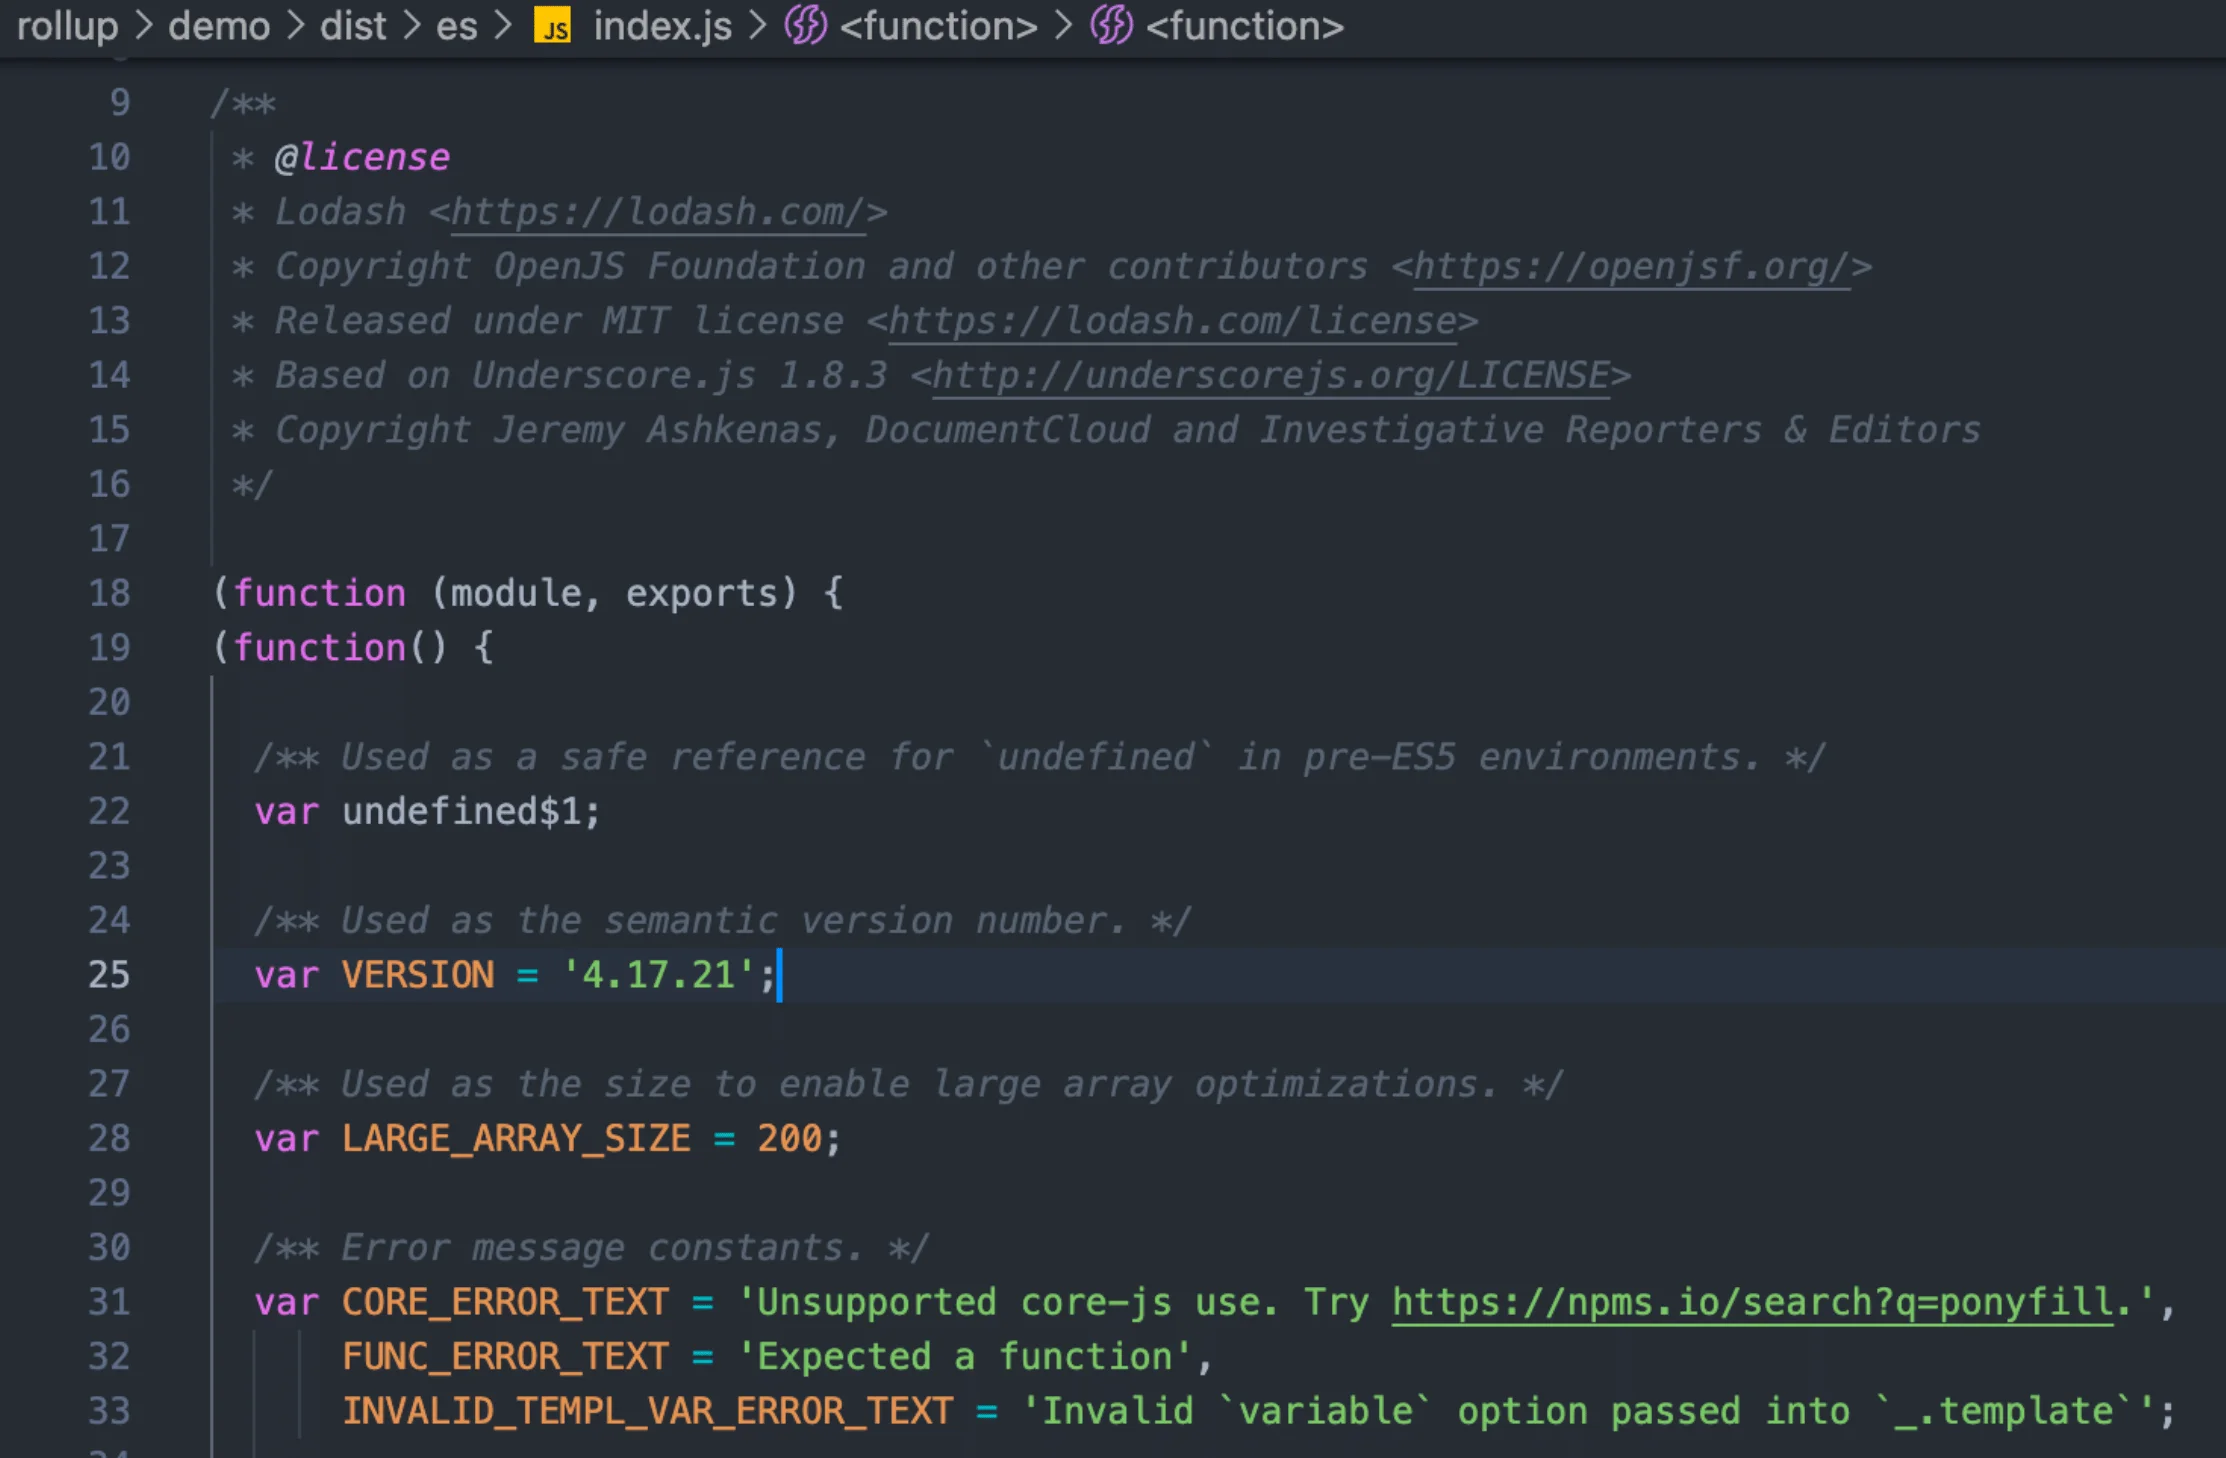 rollup > demo > dist > es > JS index.js > <function> > <function>
9 /**
10 * @license
11 * Lodash <https://lodash.com/>
12 * Copyright OpenJS Foundation and other contributors <https://openjsf.org/>
13 * Released under MIT license <https://lodash.com/license>
14 * Based on Underscore.js 1.8.3 <http://underscorejs.org/LICENSE>
15 * Copyright Jeremy Ashkenas, DocumentCloud and Investigative Reporters & Editors
16 */
17
18 (function (module, exports) {
19 (function() {
20
21 /** Used as a safe reference for `undefined` in pre-ES5 environments. */
22 var undefined$1;
23
24 /** Used as the semantic version number. */
25 var VERSION = '4.17.21';
26
27 /** Used as the size to enable large array optimizations. */
28 var LARGE_ARRAY_SIZE = 200;
29
30 /** Error message constants. */
31 var CORE_ERROR_TEXT = 'Unsupported core-js use. Try https://npms.io/search?q=ponyfill.',
32 FUNC_ERROR_TEXT = 'Expected a function',
33 INVALID_TEMPL_VAR_ERROR_TEXT = 'Invalid `variable` option passed into `_.template`';